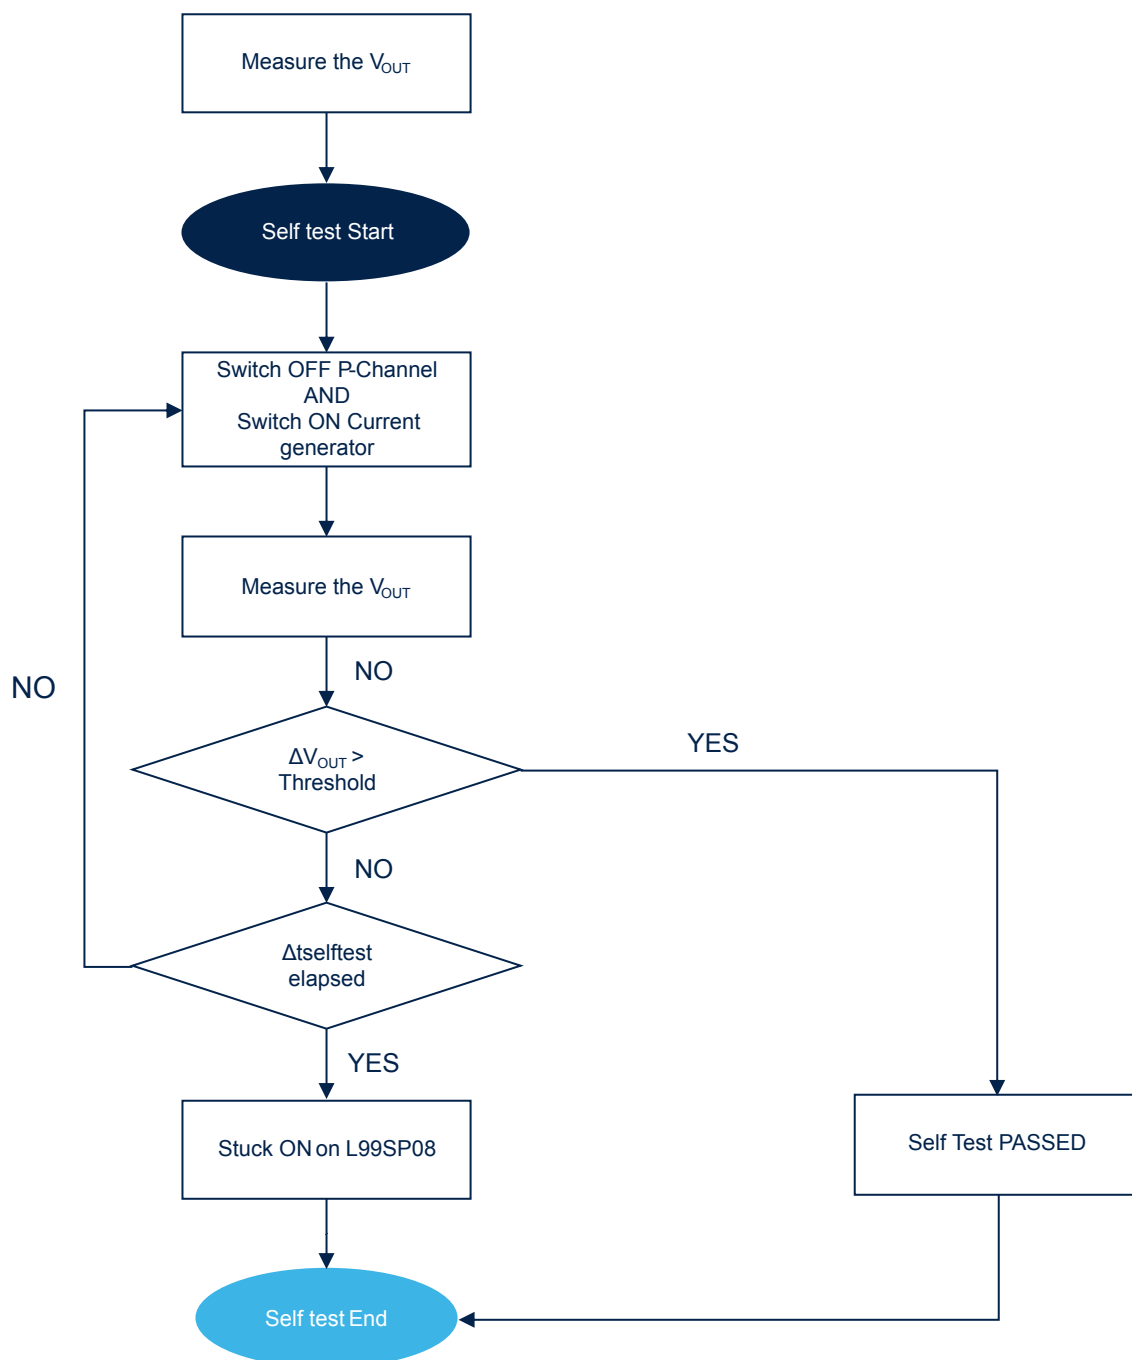 Measure the VOUT
Self test Start
Switch OFF P-Channel
AND
Switch ON Current
generator
Measure the VOUT
NO
NO
ΔVOUT >
Threshold
YES
NO
Δtselftest
elapsed
YES
Stuck ON on L99SP08
Self Test PASSED
Self test End